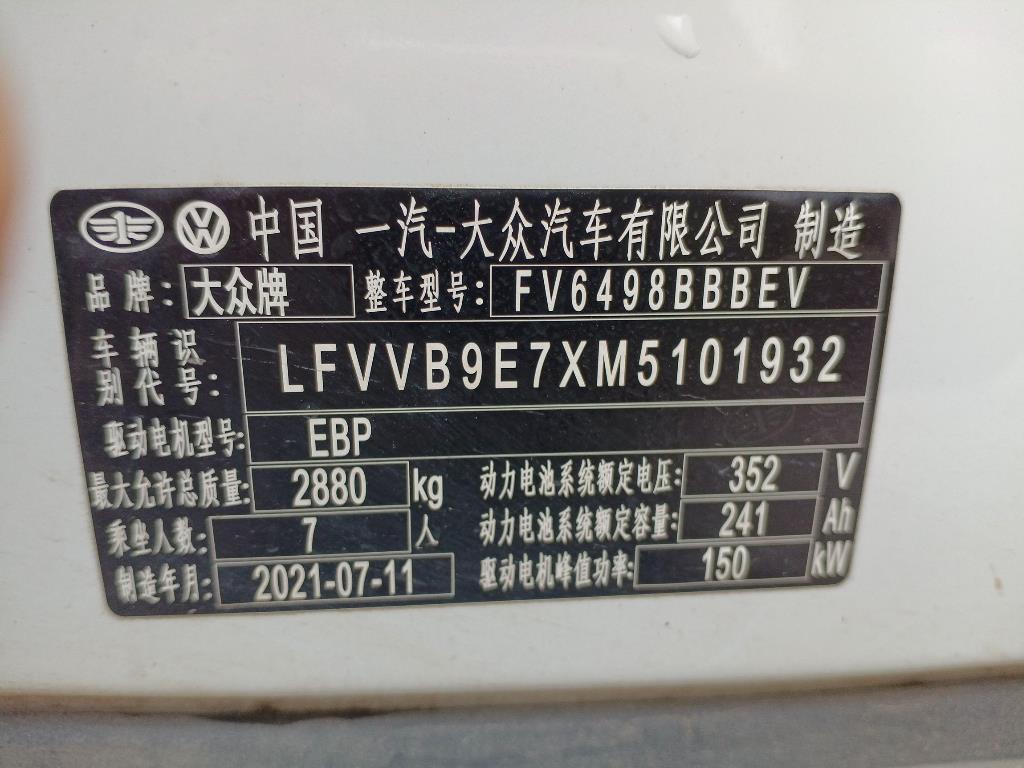 中国 一汽-大众汽车有限公司 制造
品牌: 大众牌 整车型号: FV6498BBBEV
车辆识别代号: LFVVB9E7XM5101932
驱动电机型号: EBP
最大允许总质量: 2880 kg 动力电池系统额定电压: 352 V
乘坐人数: 7 人 动力电池系统额定容量: 241 Ah
制造年月: 2021-07-11 驱动电机峰值功率: 150 kW